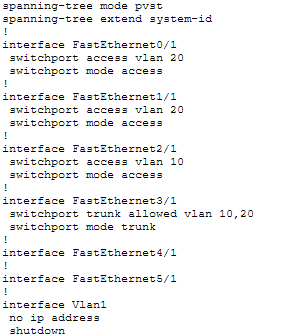 spanning-tree mode pvst
spanning-tree extend system-id
!
interface FastEthernet0/1
switchport access vlan 20
switchport mode access
!
interface FastEthernet1/1
switchport access vlan 20
switchport mode access
!
interface FastEthernet2/1
switchport access vlan 10
switchport mode access
!
interface FastEthernet3/1
switchport trunk allowed vlan 10,20
switchport mode trunk
!
interface FastEthernet4/1
!
interface FastEthernet5/1
!
interface Vlan1
no ip address
shutdown